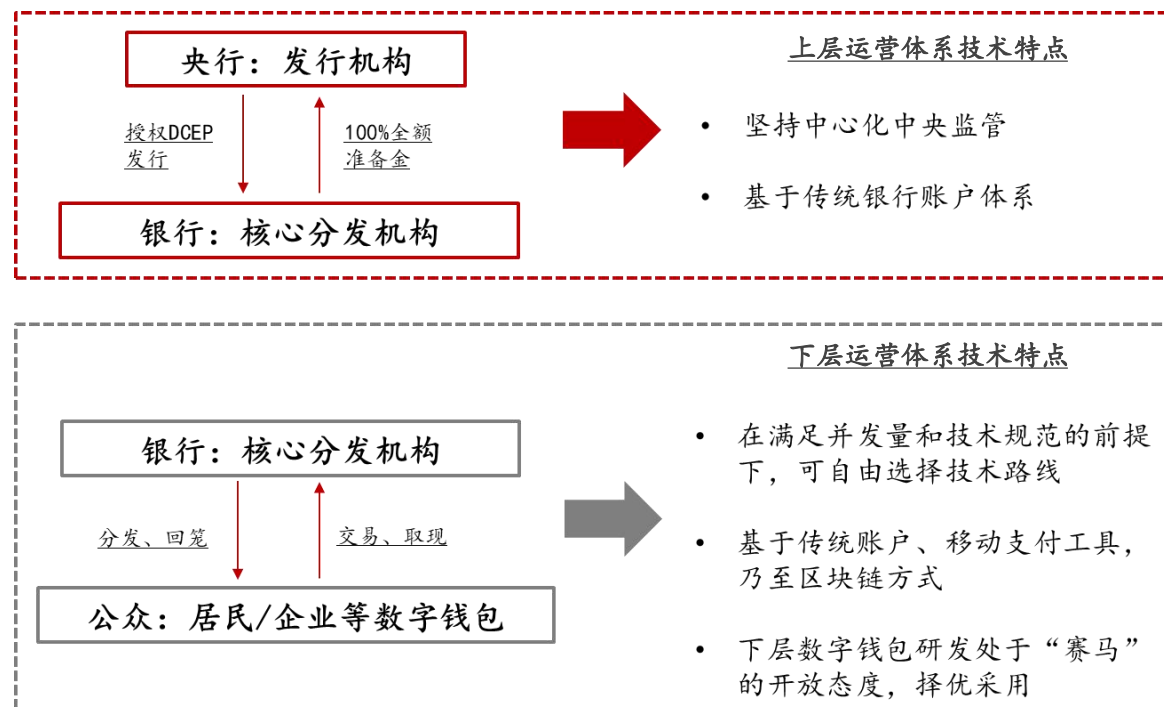 央行：发行机构
授权DCEP
发行
100%全额
准备金
银行：核心分发机构
上层运营体系技术特点
• 坚持中心化中央监管
• 基于传统银行账户体系
银行：核心分发机构
分发、回笼
交易、取现
公众：居民/企业等数字钱包
下层运营体系技术特点
• 在满足并发量和技术规范的前提
下，可自由选择技术路线
• 基于传统账户、移动支付工具，
乃至区块链方式
• 下层数字钱包研发处于“赛马”
的开放态度，择优采用